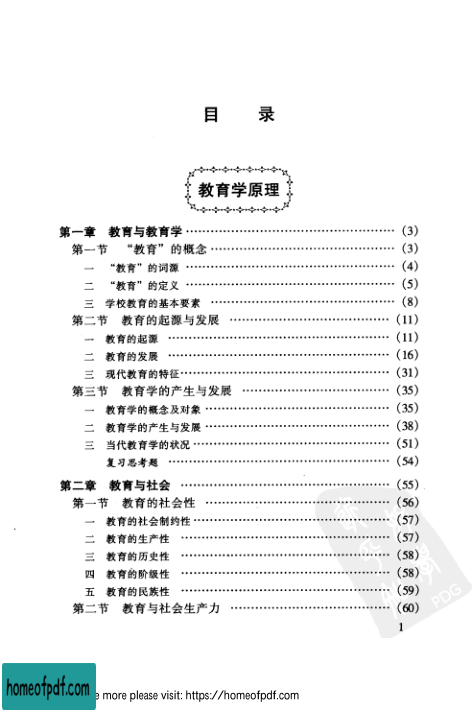 目 录
教育学原理
第一章 教育与教育学 ………………………… (3)
第一节 “教育”的概念 ………………………… (3)
一 “教育”的词源 ………………………… (4)
二 “教育”的定义 ………………………… (5)
三 学校教育的基本要素 ………………………… (8)
第二节 教育的起源与发展 ………………………… (11)
一 教育的起源 ………………………… (11)
二 教育的发展 ………………………… (16)
三 现代教育的特征 ………………………… (31)
第三节 教育学的产生与发展 ………………………… (35)
一 教育学的概念及对象 ………………………… (35)
二 教育学的产生与发展 ………………………… (38)
三 当代教育学的状况 ………………………… (51)
复习思考题 ………………………… (54)
第二章 教育与社会 ………………………… (55)
第一节 教育的社会性 ………………………… (56)
一 教育的社会制约性 ………………………… (57)
二 教育的生产性 ………………………… (57)
三 教育的历史性 ………………………… (58)
四 教育的阶级性 ………………………… (58)
五 教育的民族性 ………………………… (59)
第二节 教育与社会生产力 ………………………… (60)
PDG
1
homeofpdf.com
e more please visit: https://homeofpdf.com